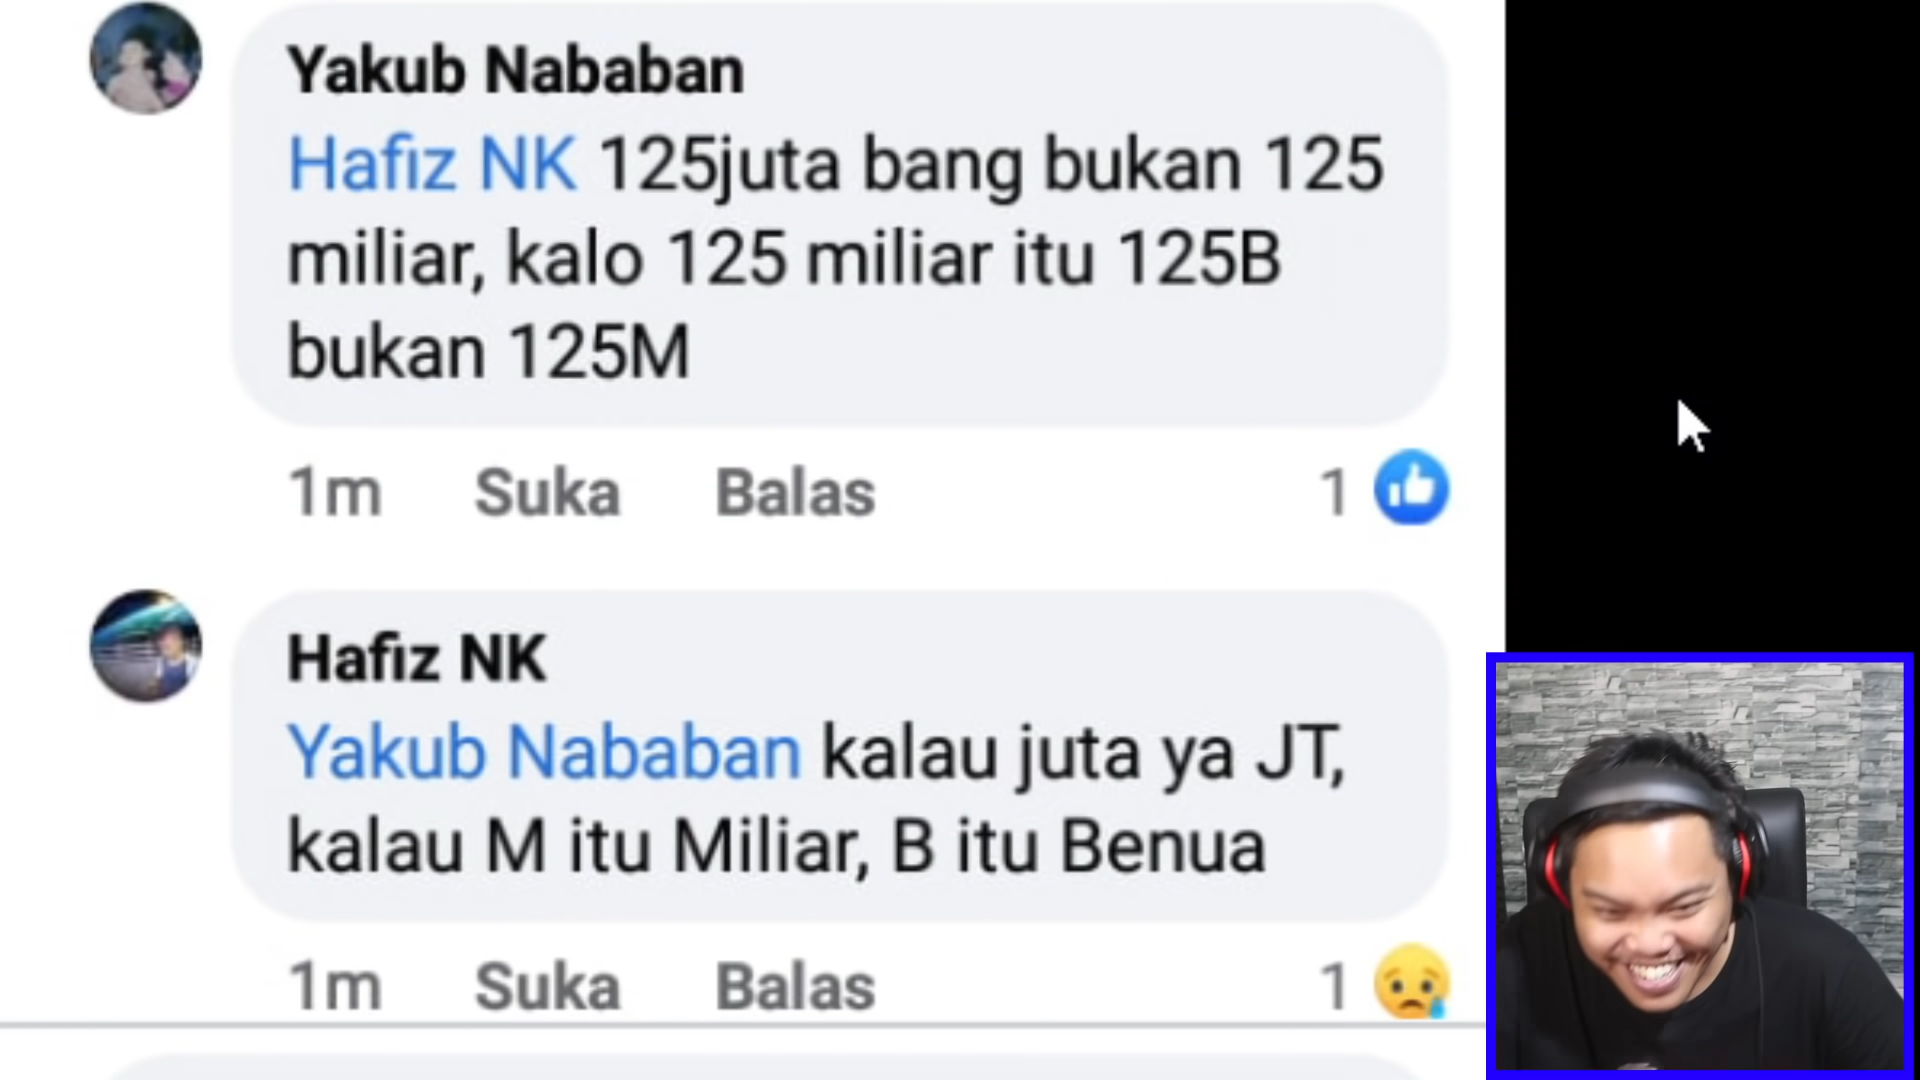 Yakub Nababan
Hafiz NK 125juta bang bukan 125
miliar, kalo 125 miliar itu 125B
bukan 125M
1m Suka Balas 1
Hafiz NK
Yakub Nababan kalau juta ya JT,
kalau M itu Miliar, B itu Benua
1m Suka Balas 1